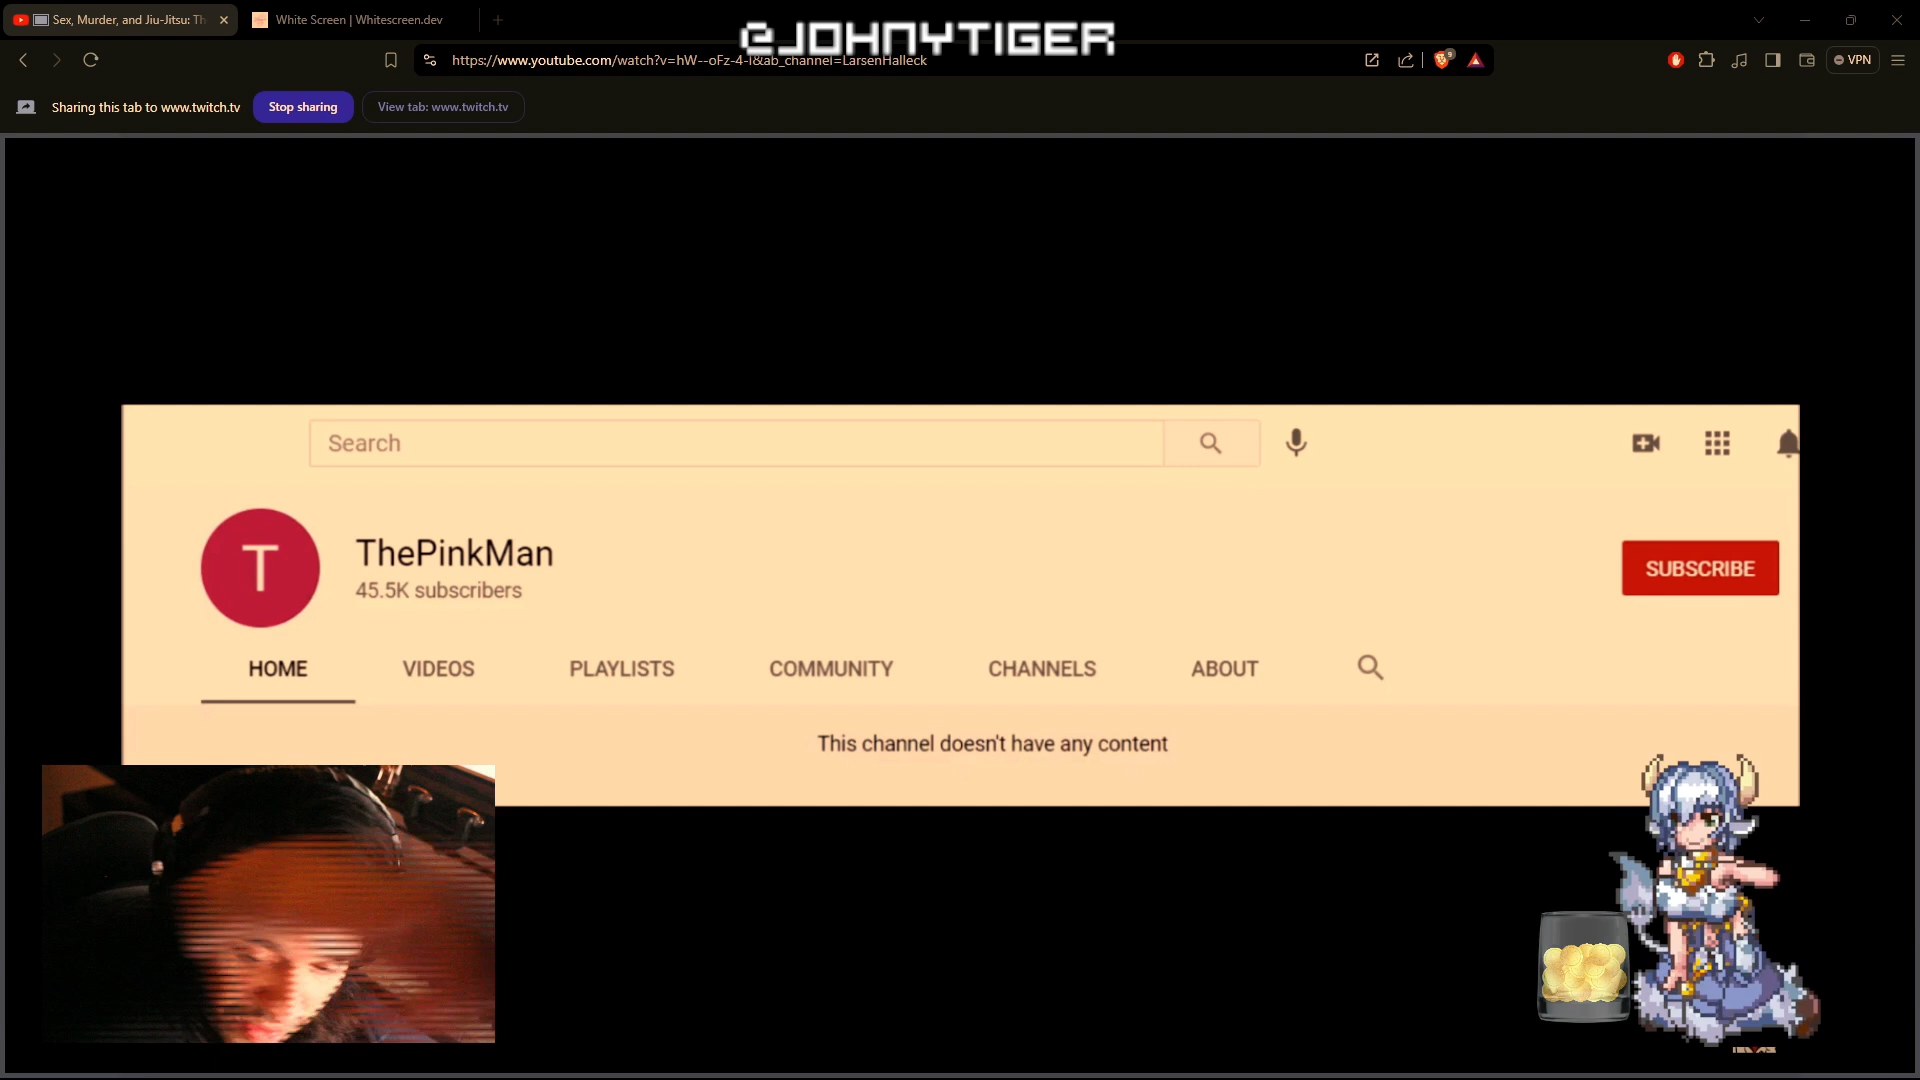 Sex, Murder, and Jiu-Jitsu: Th
White Screen | Whitescreen.dev
@JOHNYTIGER
https://www.youtube.com/watch?v=hW--oFz-4-I&ab_channel=LarsenHalleck
9
VPN
Sharing this tab to www.twitch.tv
Stop sharing
View tab: www.twitch.tv
Search
T
ThePinkMan
45.5K subscribers
SUBSCRIBE
HOME
VIDEOS
PLAYLISTS
COMMUNITY
CHANNELS
ABOUT
This channel doesn't have any content